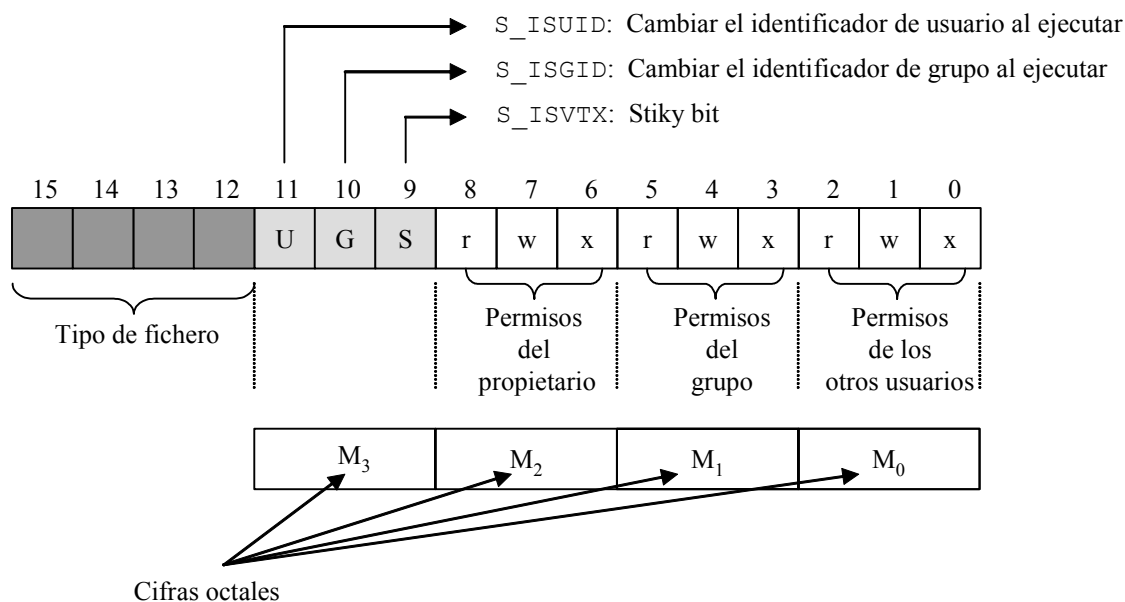 S_ISUID: Cambiar el identificador de usuario al ejecutar
S_ISGID: Cambiar el identificador de grupo al ejecutar
S_ISVTX: Stiky bit
15 14 13 12 11 10 9 8 7 6 5 4 3 2 1 0
U G S r w x r w x r w x
Tipo de fichero
Permisos
del
propietario
Permisos
del
grupo
Permisos
de los
otros usuarios
M3 M2 M1 M0
Cifras octales